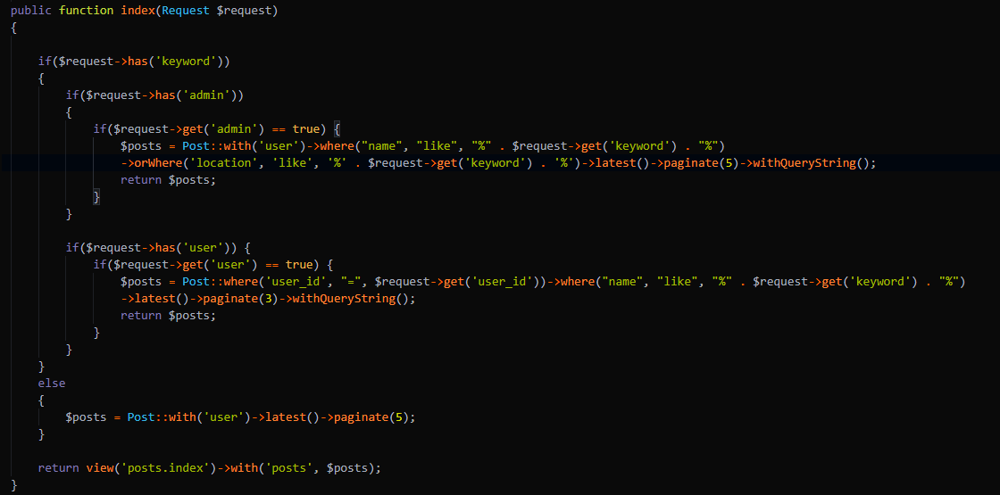 public function index(Request $request)
{
if($request->has('keyword'))
{
if($request->has('admin'))
{
if($request->get('admin') == true) {
$posts = Post::with('user')->where("name", "like", "%" . $request->get('keyword') . "%")
->orWhere('location', 'like', '%' . $request->get('keyword') . '%')->latest()->paginate(5)->withQueryString();
return $posts;
}
}
if($request->has('user')) {
if($request->get('user') == true) {
$posts = Post::where('user_id', "=", $request->get('user_id'))->where("name", "like", "%" . $request->get('keyword') . "%")
->latest()->paginate(3)->withQueryString();
return $posts;
}
}
}
else
{
$posts = Post::with('user')->latest()->paginate(5);
}
return view('posts.index')->with('posts', $posts);
}